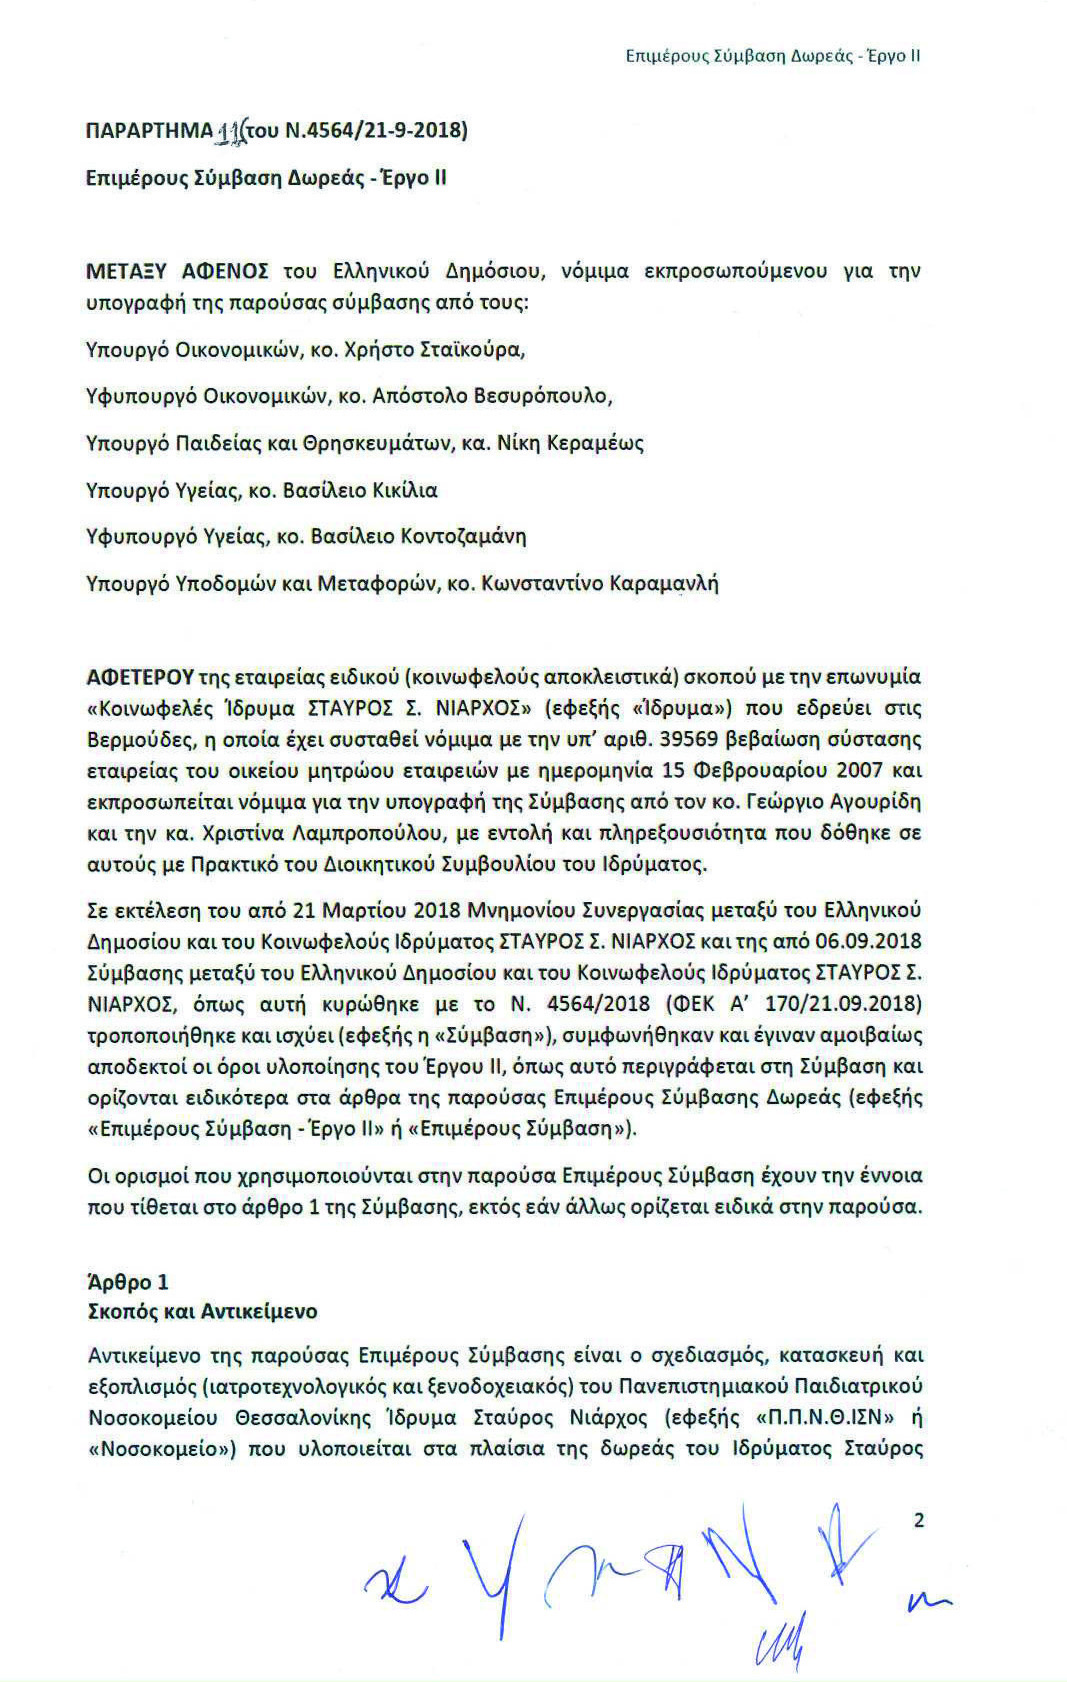 Επιμέρους Σύμβαση Δωρεάς - Έργο ΙΙ
ΠΑΡΑΡΤΗΜΑ 11 (του Ν.4564/21-9-2018)
Επιμέρους Σύμβαση Δωρεάς - Έργο ΙΙ
ΜΕΤΑΞΥ ΑΦΕΝΟΣ του Ελληνικού Δημόσιου, νόμιμα εκπροσωπούμενου για την
υπογραφή της παρούσας σύμβασης από τους:
Υπουργό Οικονομικών, κο. Χρήστο Σταϊκούρα,
Υφυπουργό Οικονομικών, κο. Απόστολο Βεσυρόπουλο,
Υπουργό Παιδείας και Θρησκευμάτων, κα. Νίκη Κεραμέως
Υπουργό Υγείας, κο. Βασίλειο Κικίλια
Υφυπουργό Υγείας, κο. Βασίλειο Κοντοζαμάνη
Υπουργό Υποδομών και Μεταφορών, κο. Κωνσταντίνο Καραμανλή
ΑΦΕΤΕΡΟΥ της εταιρείας ειδικού (κοινωφελούς αποκλειστικά) σκοπού με την επωνυμία
«Κοινωφελές Ίδρυμα ΣΤΑΥΡΟΣ Σ. ΝΙΑΡΧΟΣ» (εφεξής «Ίδρυμα») που εδρεύει στις
Βερμούδες, η οποία έχει συσταθεί νόμιμα με την υπ’ αριθ. 39569 βεβαίωση σύστασης
εταιρείας του οικείου μητρώου εταιρειών με ημερομηνία 15 Φεβρουαρίου 2007 και
εκπροσωπείται νόμιμα για την υπογραφή της Σύμβασης από τον κο. Γεώργιο Αγουρίδη
και την κα. Χριστίνα Λαμπροπούλου, με εντολή και πληρεξουσιότητα που δόθηκε σε
αυτούς με Πρακτικό του Διοικητικού Συμβουλίου του Ιδρύματος.
Σε εκτέλεση του από 21 Μαρτίου 2018 Μνημονίου Συνεργασίας μεταξύ του Ελληνικού
Δημοσίου και του Κοινωφελούς Ιδρύματος ΣΤΑΥΡΟΣ Σ. ΝΙΑΡΧΟΣ και της από 06.09.2018
Σύμβασης μεταξύ του Ελληνικού Δημοσίου και του Κοινωφελούς Ιδρύματος ΣΤΑΥΡΟΣ Σ.
ΝΙΑΡΧΟΣ, όπως αυτή κυρώθηκε με το Ν. 4564/2018 (ΦΕΚ Α’ 170/21.09.2018)
τροποποιήθηκε και ισχύει (εφεξής η «Σύμβαση»), συμφωνήθηκαν και έγιναν αμοιβαίως
αποδεκτοί οι όροι υλοποίησης του Έργου ΙΙ, όπως αυτό περιγράφεται στη Σύμβαση και
ορίζονται ειδικότερα στα άρθρα της παρούσας Επιμέρους Σύμβασης Δωρεάς (εφεξής
«Επιμέρους Σύμβαση - Έργο ΙΙ» ή «Επιμέρους Σύμβαση»).
Οι ορισμοί που χρησιμοποιούνται στην παρούσα Επιμέρους Σύμβαση έχουν την έννοια
που τίθεται στο άρθρο 1 της Σύμβασης, εκτός εάν άλλως ορίζεται ειδικά στην παρούσα.
Άρθρο 1
Σκοπός και Αντικείμενο
Αντικείμενο της παρούσας Επιμέρους Σύμβασης είναι ο σχεδιασμός, κατασκευή και
εξοπλισμός (ιατροτεχνολογικός και ξενοδοχειακός) του Πανεπιστημιακού Παιδιατρικού
Νοσοκομείου Θεσσαλονίκης Ίδρυμα Σταύρος Νιάρχος (εφεξής «Π.Π.Ν.Θ.ΙΣΝ» ή
«Νοσοκομείο») που υλοποιείται στα πλαίσια της δωρεάς του Ιδρύματος Σταύρος
2